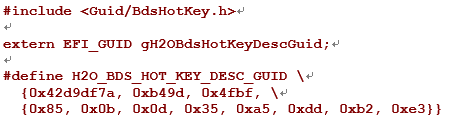 #include <Guid/BdsHotKey.h>
extern EFI_GUID gH2OBdsHotKeyDescGuid;
#define H2O_BDS_HOT_KEY_DESC_GUID \
{0x42d9df7a, 0xb49d, 0x4fbf, \
{0x85, 0x0b, 0x0d, 0x35, 0xa5, 0xdd, 0xb2, 0xe3}}